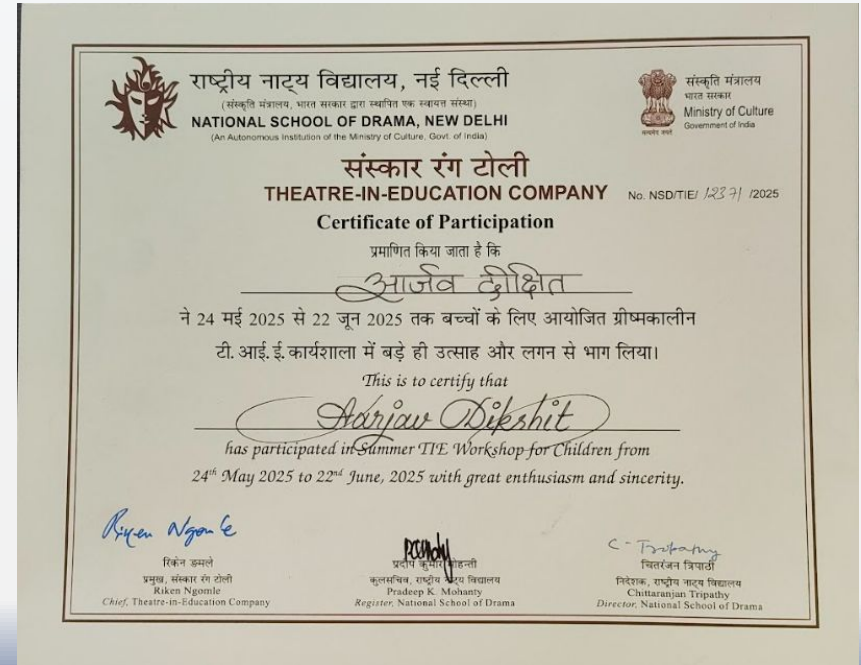 राष्ट्रीय नाट्य विद्यालय, नई दिल्ली
(संस्कृति मंत्रालय, भारत सरकार द्वारा स्थापित एक स्वायत्त संस्था)
NATIONAL SCHOOL OF DRAMA, NEW DELHI
(An Autonomous Institution of the Ministry of Culture, Govt. of India)
सत्यमेव जयते
संस्कृति मंत्रालय
भारत सरकार
Ministry of Culture
Government of India
संस्कार रंग टोली
THEATRE-IN-EDUCATION COMPANY
No. NSD/TIE/ 12371 /2025
Certificate of Participation
प्रमाणित किया जाता है कि
आर्जव दीक्षित
ने 24 मई 2025 से 22 जून 2025 तक बच्चों के लिए आयोजित ग्रीष्मकालीन
टी. आई. ई. कार्यशाला में बड़े ही उत्साह और लगन से भाग लिया।
This is to certify that
Aarjav Dikshit
has participated in Summer TIE Workshop for Children from
24th May 2025 to 22nd June, 2025 with great enthusiasm and sincerity.
Riken Ngomle
रिकेन ङमले
प्रमुख, संस्कार रंग टोली
Riken Ngomle
Chief, Theatre-in-Education Company
प्रदीप कुमार मोहन्ती
कुलसचिव, राष्ट्रीय नाट्य विद्यालय
Pradeep K. Mohanty
Register, National School of Drama
C - Tripathy
चितरंजन त्रिपाठी
निदेशक, राष्ट्रीय नाट्य विद्यालय
Chittaranjan Tripathy
Director, National School of Drama